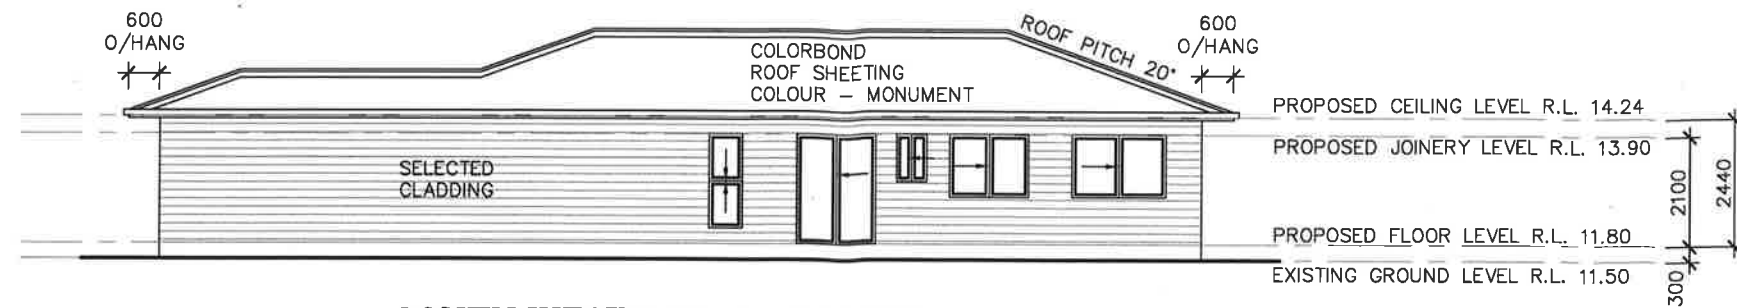 600
O/HANG
COLORBOND
ROOF SHEETING
COLOUR - MONUMENT
ROOF PITCH 20°
600
O/HANG
SELECTED
CLADDING
PROPOSED CEILING LEVEL R.L. 14.24
PROPOSED JOINERY LEVEL R.L. 13.90
PROPOSED FLOOR LEVEL R.L. 11.80
EXISTING GROUND LEVEL R.L. 11.50
2100
2440
300